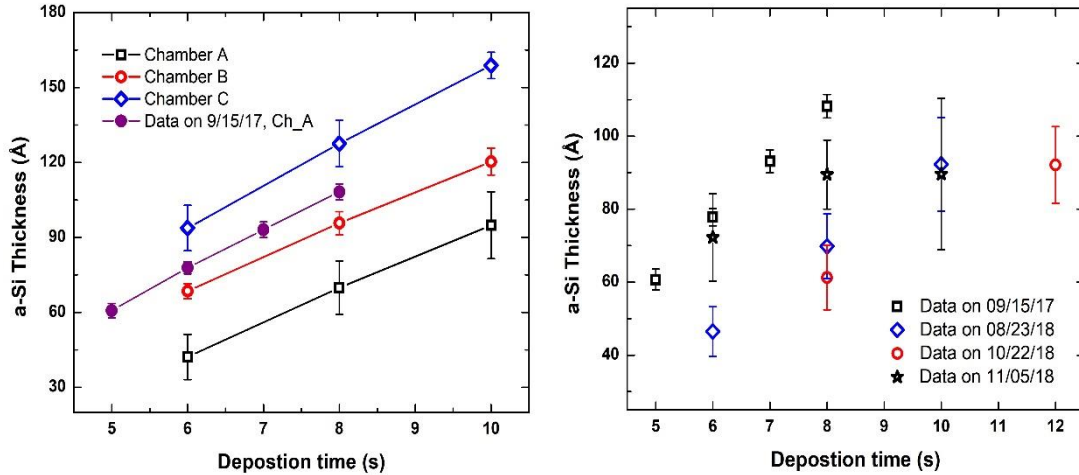 180
150
120
90
60
30
a-Si Thickness (Å)
Chamber A
Chamber B
Chamber C
Data on 9/15/17, Ch_A
5 6 7 8 9 10
Depostion time (s)
120
100
80
60
40
a-Si Thickness (Å)
Data on 09/15/17
Data on 08/23/18
Data on 10/22/18
Data on 11/05/18
5 6 7 8 9 10 11 12
Depostion time (s)